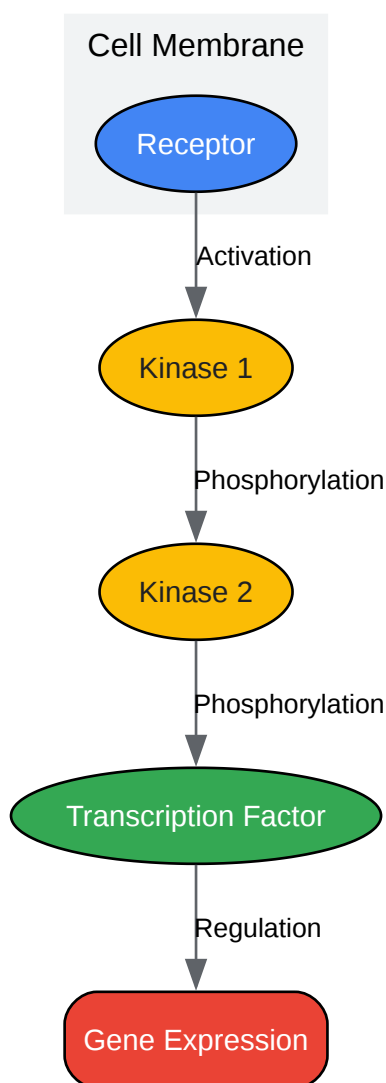 Cell Membrane
Receptor
Activation
Kinase 1
Phosphorylation
Kinase 2
Phosphorylation
Transcription Factor
Regulation
Gene Expression